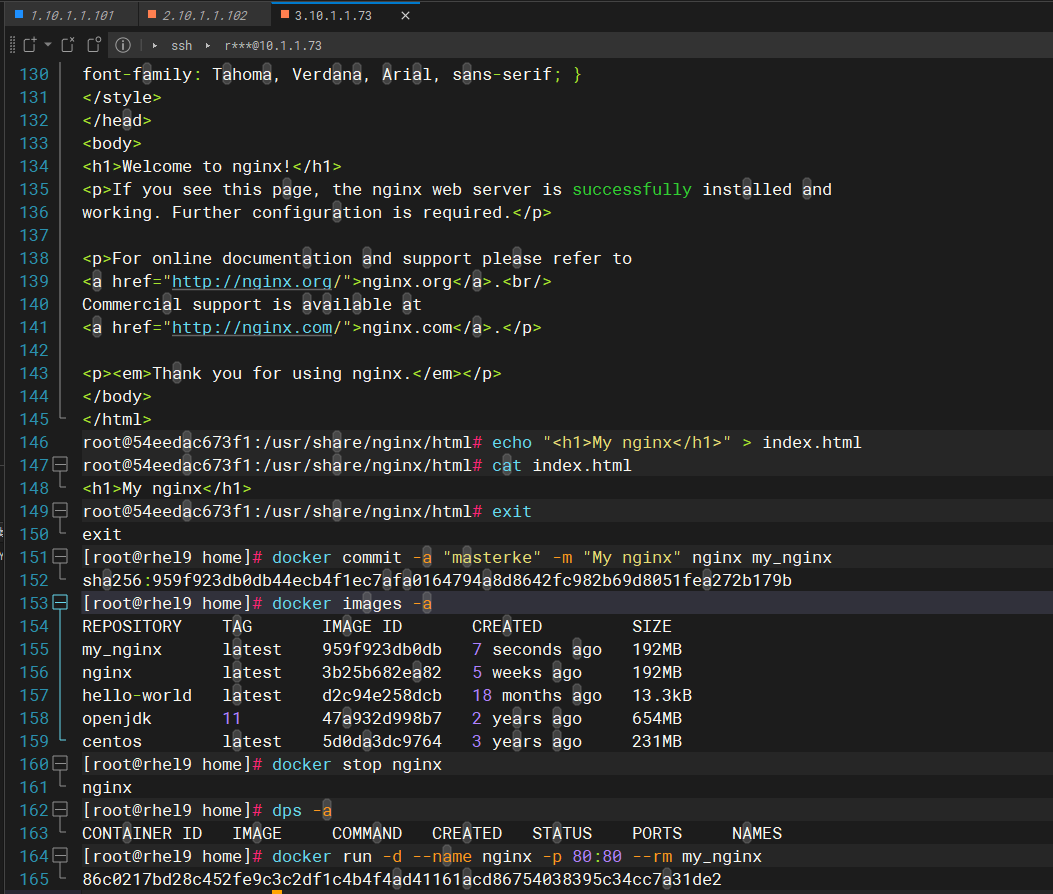 1.10.1.1.101 2.10.1.1.102 3.10.1.1.73
ssh r***@10.1.1.73
130 font-family: Tahoma, Verdana, Arial, sans-serif; }
131 </style>
132 </head>
133 <body>
134 <h1>Welcome to nginx!</h1>
135 <p>If you see this page, the nginx web server is successfully installed and
136 working. Further configuration is required.</p>
137
138 <p>For online documentation and support please refer to
139 <a href="http://nginx.org/">nginx.org</a>.<br/>
140 Commercial support is available at
141 <a href="http://nginx.com/">nginx.com</a>.</p>
142
143 <p><em>Thank you for using nginx.</em></p>
144 </body>
145 </html>
146 root@54eedac673f1:/usr/share/nginx/html# echo "<h1>My nginx</h1>" > index.html
147 root@54eedac673f1:/usr/share/nginx/html# cat index.html
148 <h1>My nginx</h1>
149 root@54eedac673f1:/usr/share/nginx/html# exit
150 exit
151 [root@rhel9 home]# docker commit -a "masterke" -m "My nginx" nginx my_nginx
152 sha256:959f923db0db44ecb4f1ec7afa0164794a8d8642fc982b69d8051fea272b179b
153 [root@rhel9 home]# docker images -a
154 REPOSITORY TAG IMAGE ID CREATED SIZE
155 my_nginx latest 959f923db0db 7 seconds ago 192MB
156 nginx latest 3b25b682ea82 5 weeks ago 192MB
157 hello-world latest d2c94e258dcb 18 months ago 13.3kB
158 openjdk 11 47a932d998b7 2 years ago 654MB
159 centos latest 5d0da3dc9764 3 years ago 231MB
160 [root@rhel9 home]# docker stop nginx
161 nginx
162 [root@rhel9 home]# dps -a
163 CONTAINER ID IMAGE COMMAND CREATED STATUS PORTS NAMES
164 [root@rhel9 home]# docker run -d --name nginx -p 80:80 --rm my_nginx
165 86c0217bd28c452fe9c3c2df1c4b4f4ad41161acd86754038395c34cc7a31de2